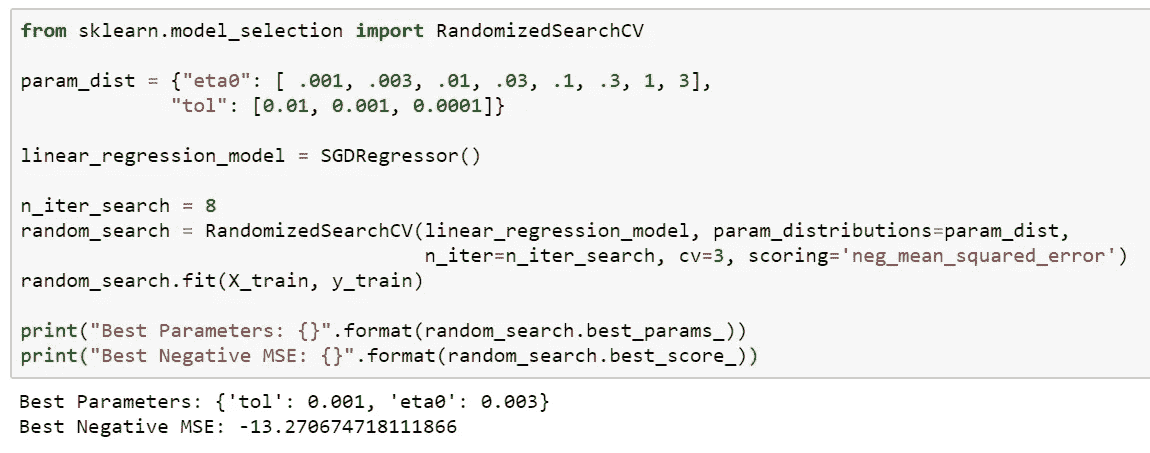 from sklearn.model_selection import RandomizedSearchCV
param_dist = {"eta0": [ .001, .003, .01, .03, .1, .3, 1, 3],
"tol": [0.01, 0.001, 0.0001]}
linear_regression_model = SGDRegressor()
n_iter_search = 8
random_search = RandomizedSearchCV(linear_regression_model, param_distributions=param_dist,
n_iter=n_iter_search, cv=3, scoring='neg_mean_squared_error')
random_search.fit(X_train, y_train)
print("Best Parameters: {}".format(random_search.best_params_))
print("Best Negative MSE: {}".format(random_search.best_score_))
Best Parameters: {'tol': 0.001, 'eta0': 0.003}
Best Negative MSE: -13.270674718111866